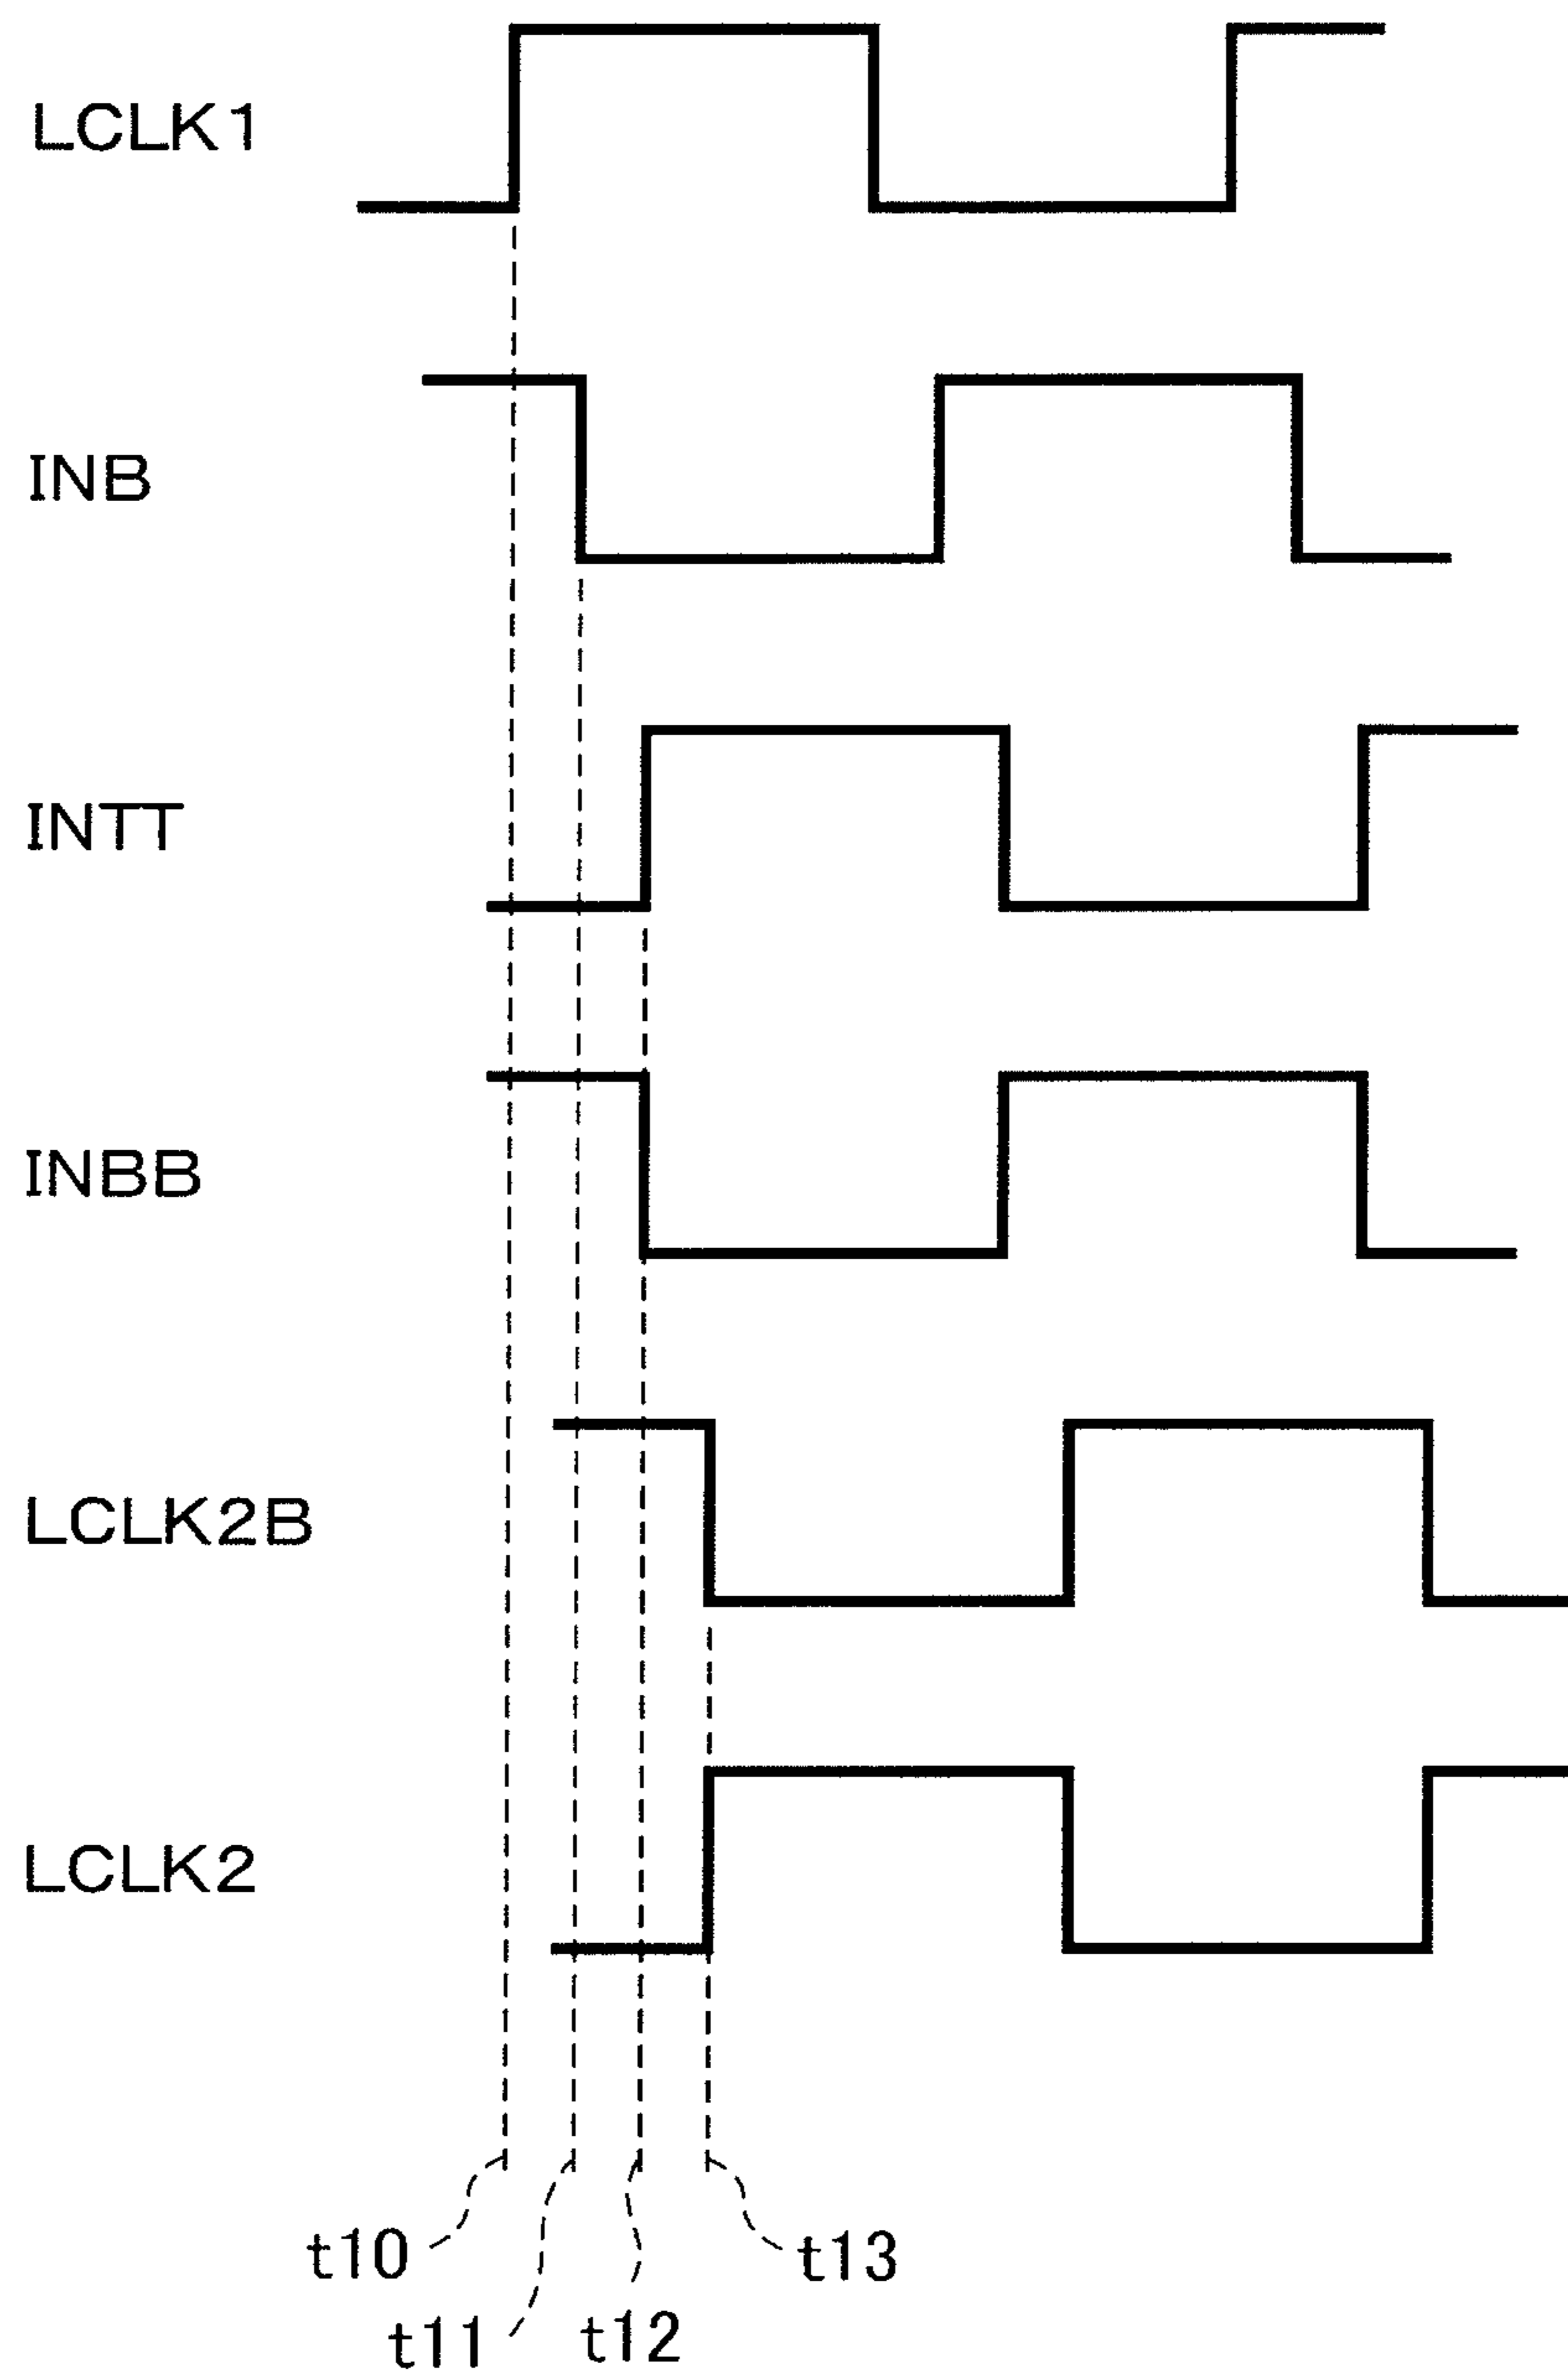 LCLK1
INB
INTT
INBB
LCLK2B
LCLK2
t10
t13
t11
t12